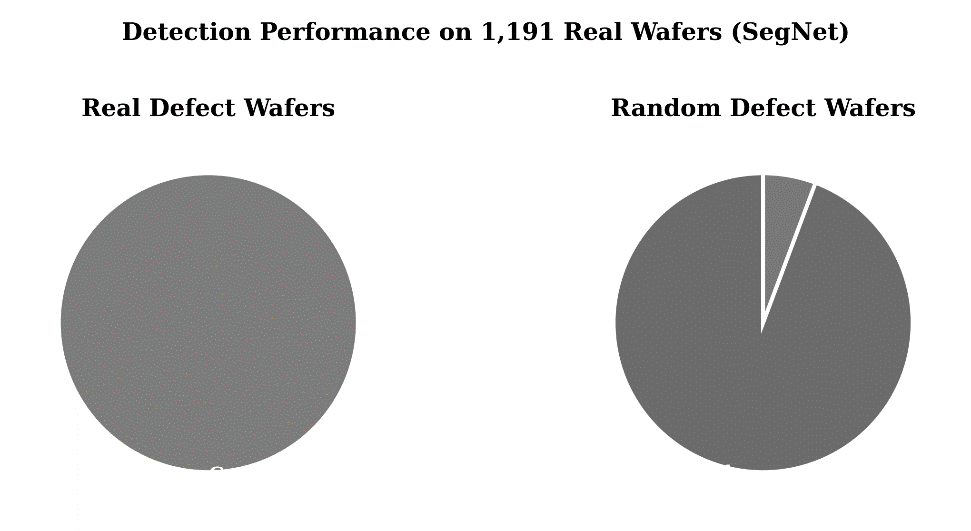 Detection Performance on 1,191 Real Wafers (SegNet)
Real Defect Wafers
Random Defect Wafers